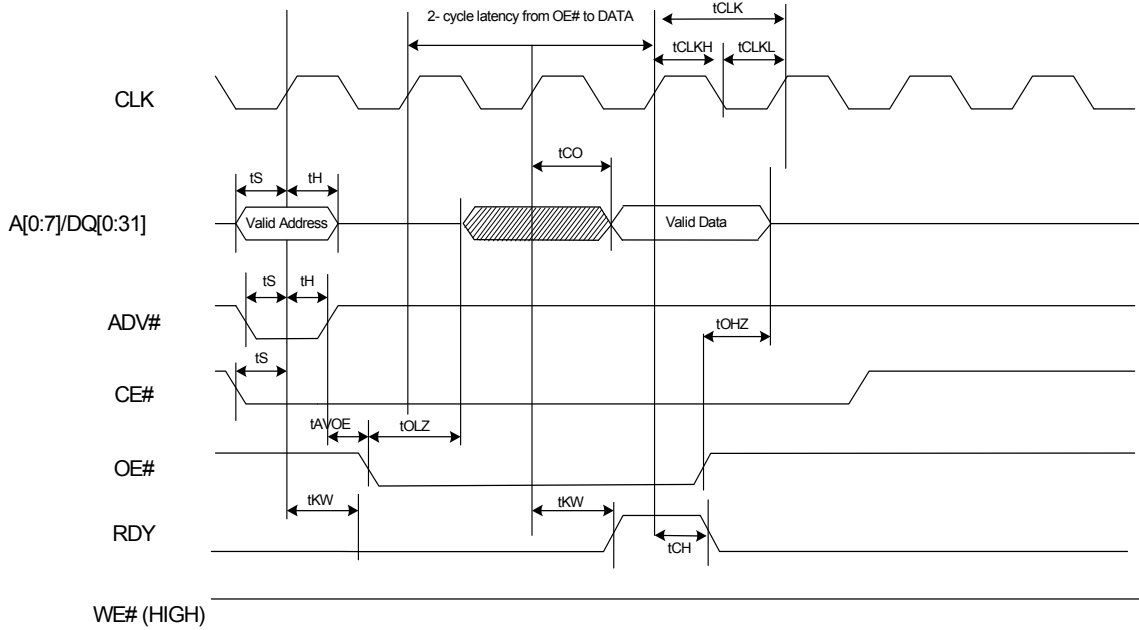 2- cycle latency from OE# to DATA
tCLK
tCLKH
tCLKL
CLK
tCO
tS
tH
A[0:7]/DQ[0:31]
Valid Address
Valid Data
tS
tH
ADV#
tOHZ
tS
CE#
tAVOE
tOLZ
OE#
tKW
tKW
RDY
tCH
WE# (HIGH)